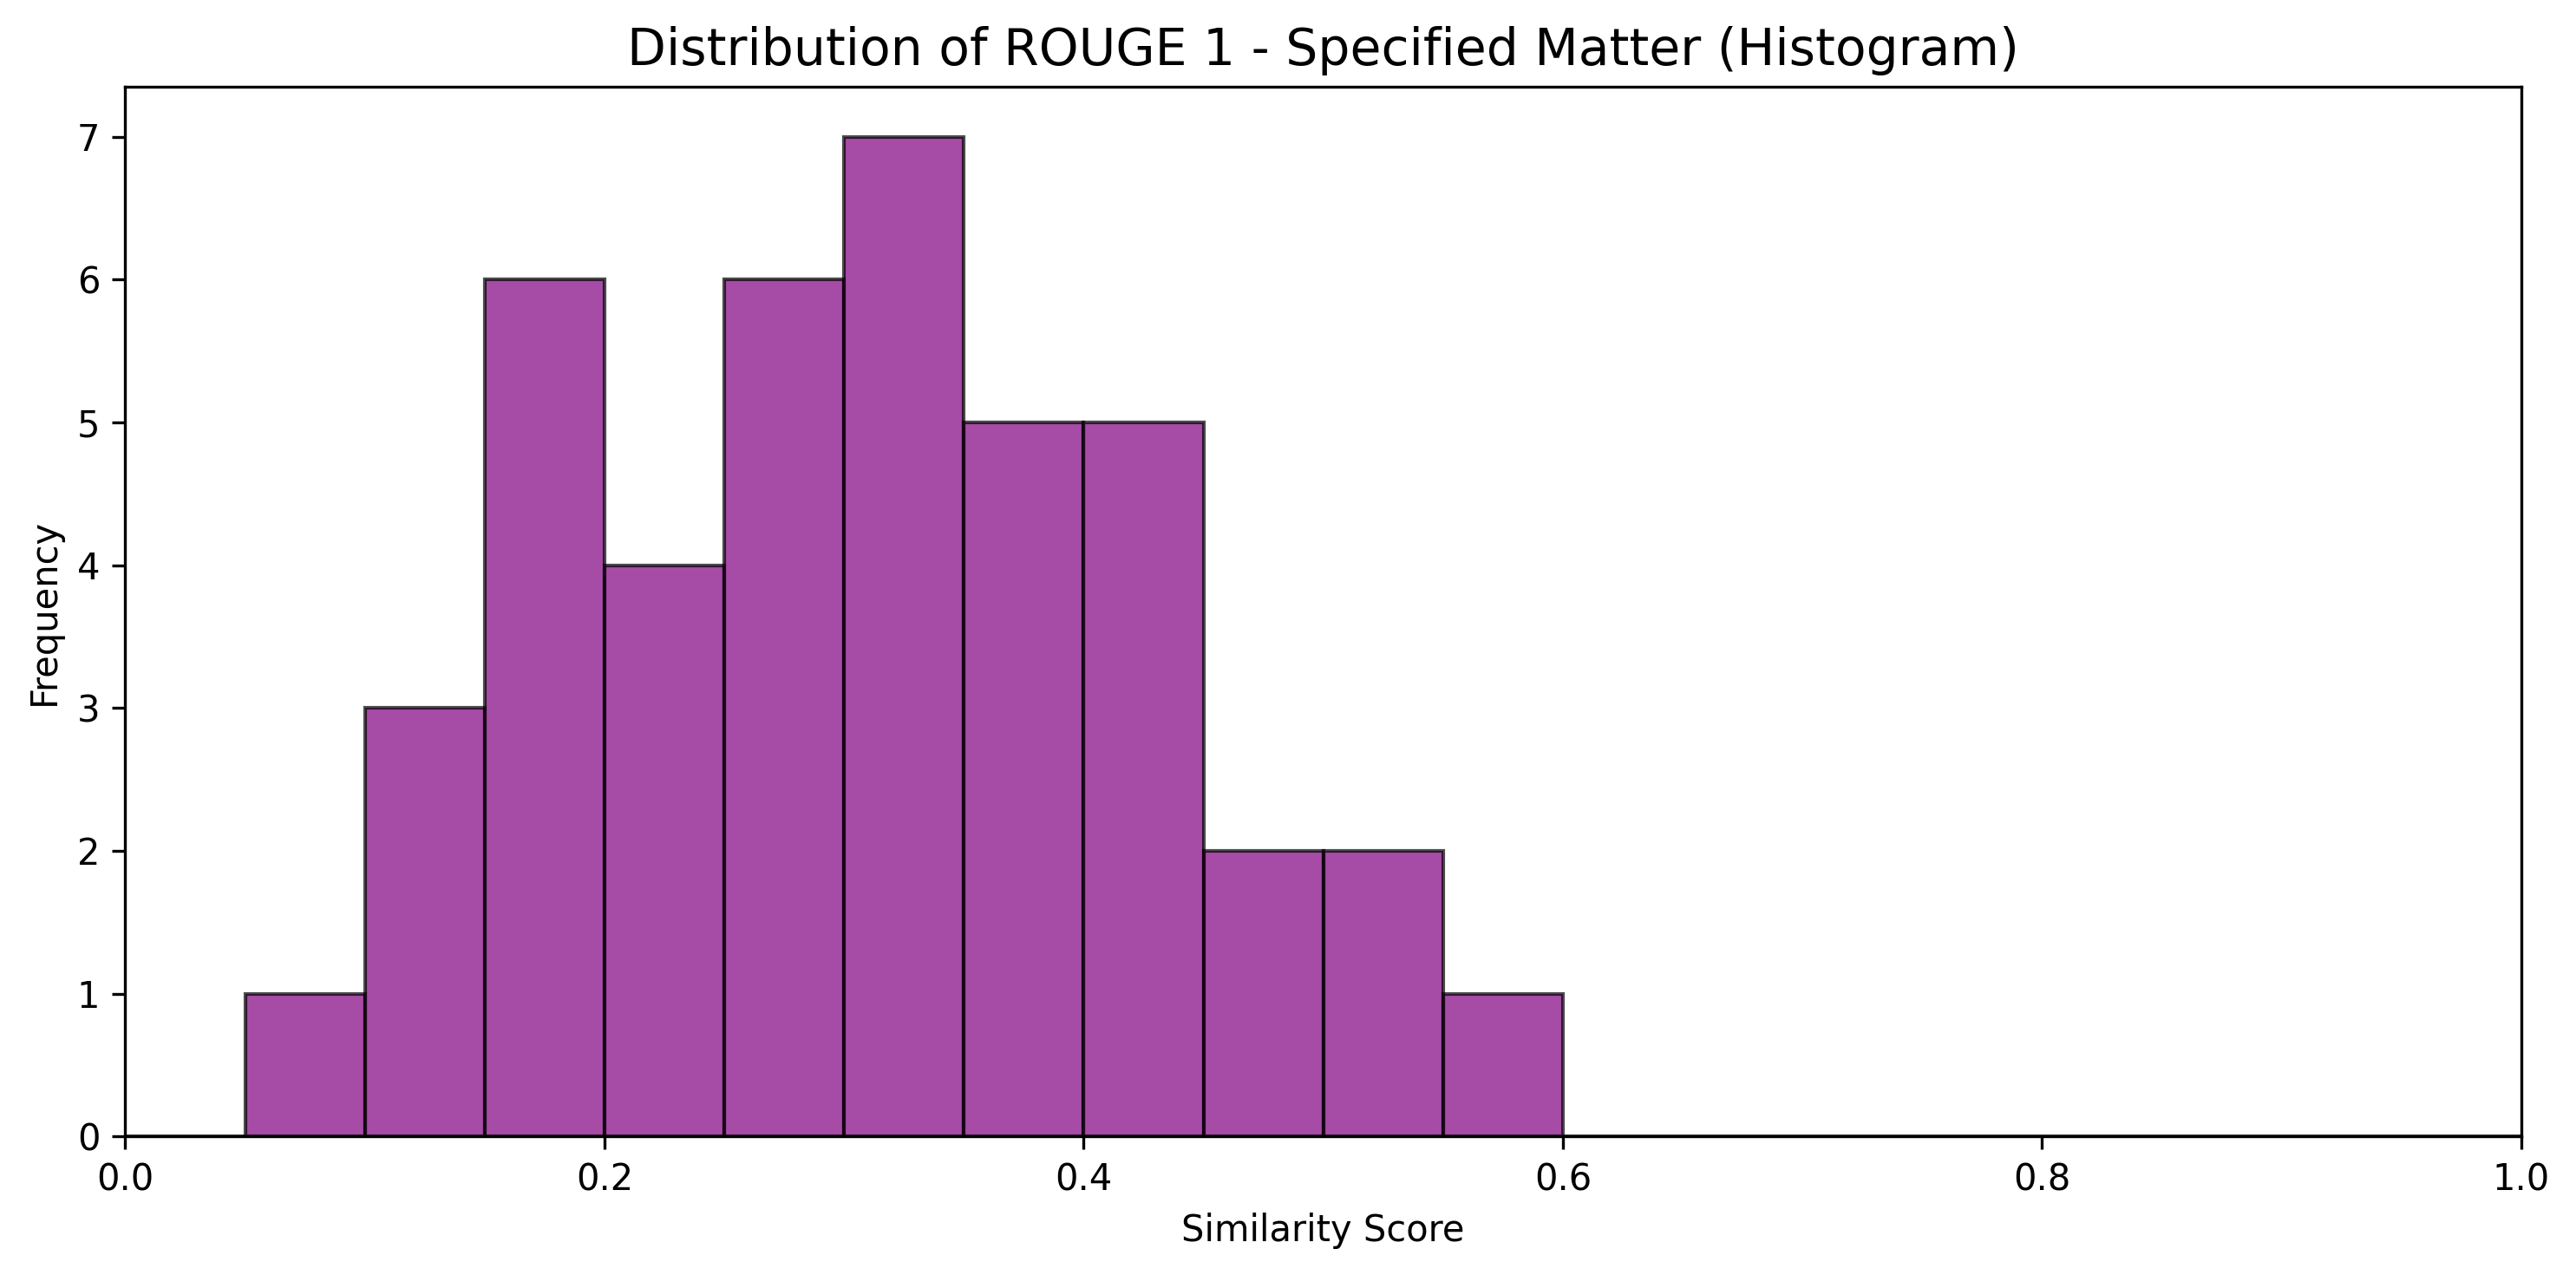 Distribution of ROUGE 1 - Specified Matter (Histogram)
7
6
5
4
3
2
1
0
Frequency
0.0 0.2 0.4 0.6 0.8 1.0
Similarity Score